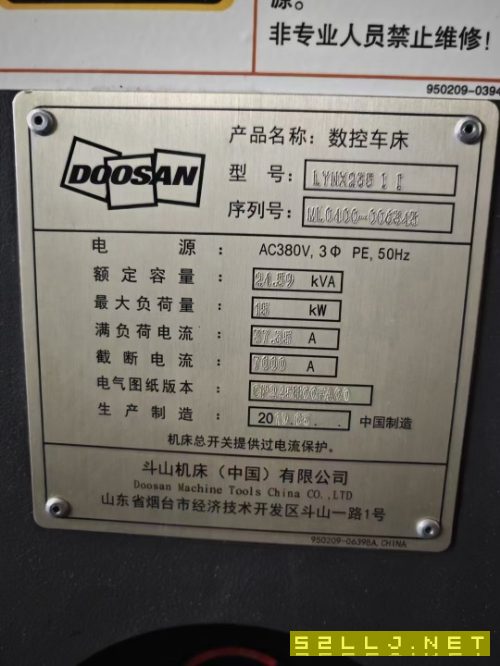 源。
非专业人员禁止维修!
950209-0394
DOOSAN
产品名称: 数控车床
型 号:
序列号:
电 源 : AC380V, 3Φ PE, 50Hz
额定容量 : 24.59 kVA
最大负荷量 : 15 kW
满负荷电流 : A
截断电流 : 7000 A
电气图纸版本 :
生产制造 : 中国制造
机床总开关提供过电流保护。
斗山机床(中国)有限公司
Doosan Machine Tools China CO.,LTD
山东省烟台市经济技术开发区斗山一路1号
950209-06398A,CHINA
52LLJ.NET